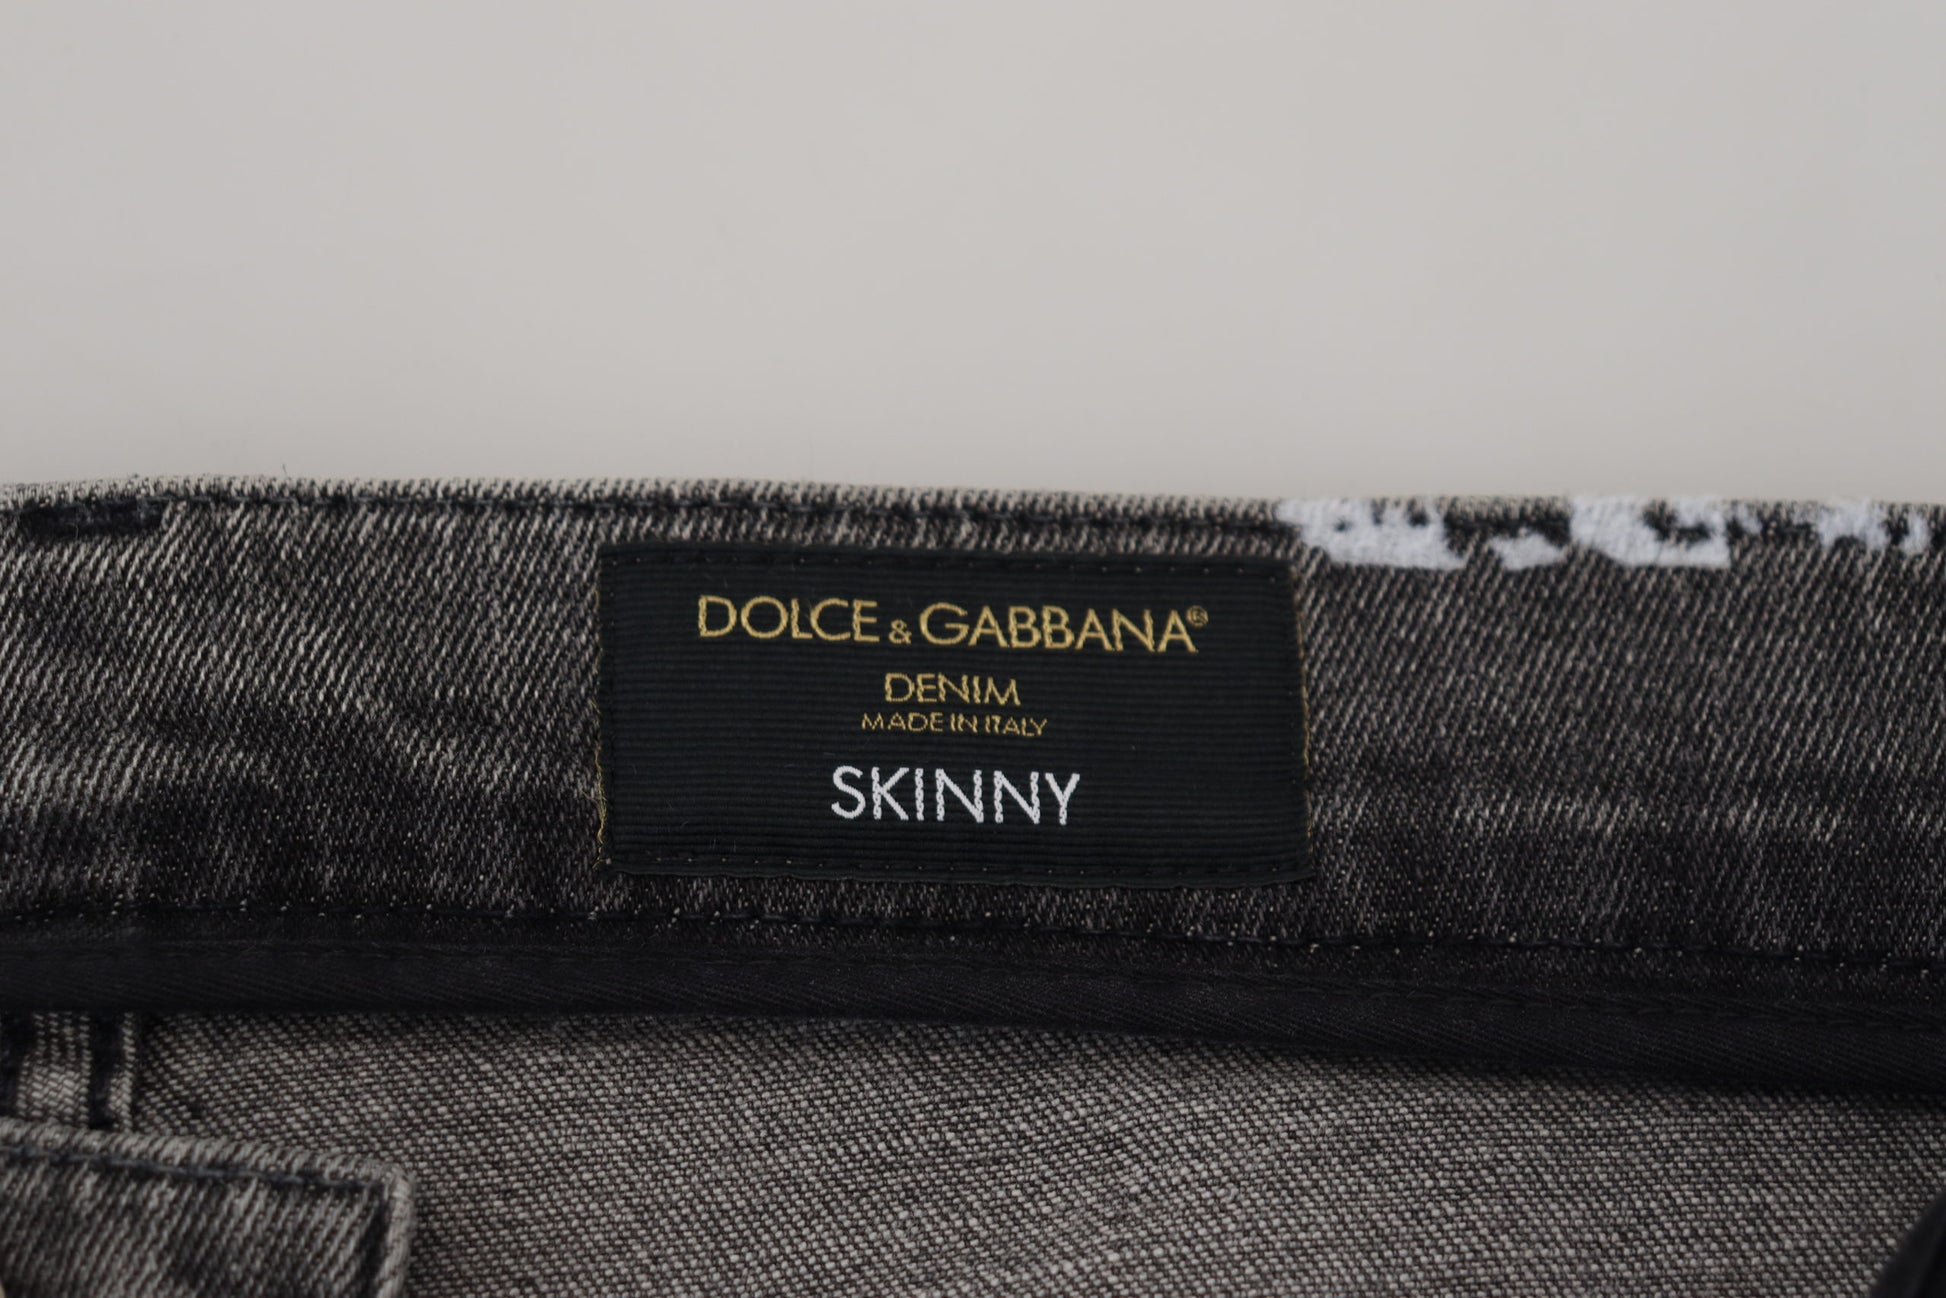 DOLCE & GABBANA®
DENIM
MADE IN ITALY
SKINNY